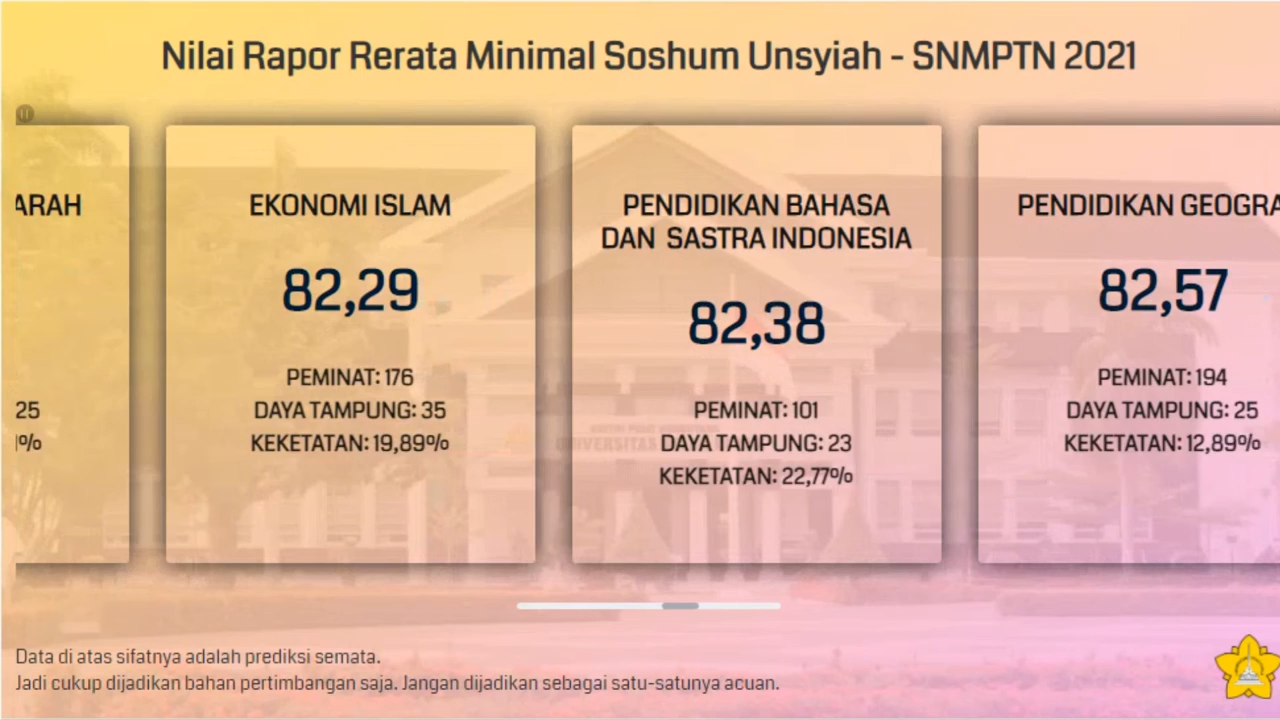 Nilai Rapor Rerata Minimal Soshum Unsyiah - SNMPTN 2021
ARAH
25
%
EKONOMI ISLAM
82,29
PEMINAT: 176
DAYA TAMPUNG: 35
KEKETATAN: 19,89%
PENDIDIKAN BAHASA
DAN SASTRA INDONESIA
82,38
PEMINAT: 101
DAYA TAMPUNG: 23
KEKETATAN: 22,77%
PENDIDIKAN GEOGRA
82,57
PEMINAT: 194
DAYA TAMPUNG: 25
KEKETATAN: 12,89%
UNIVERSITAS
Data di atas sifatnya adalah prediksi semata.
Jadi cukup dijadikan bahan pertimbangan saja. Jangan dijadikan sebagai satu-satunya acuan.